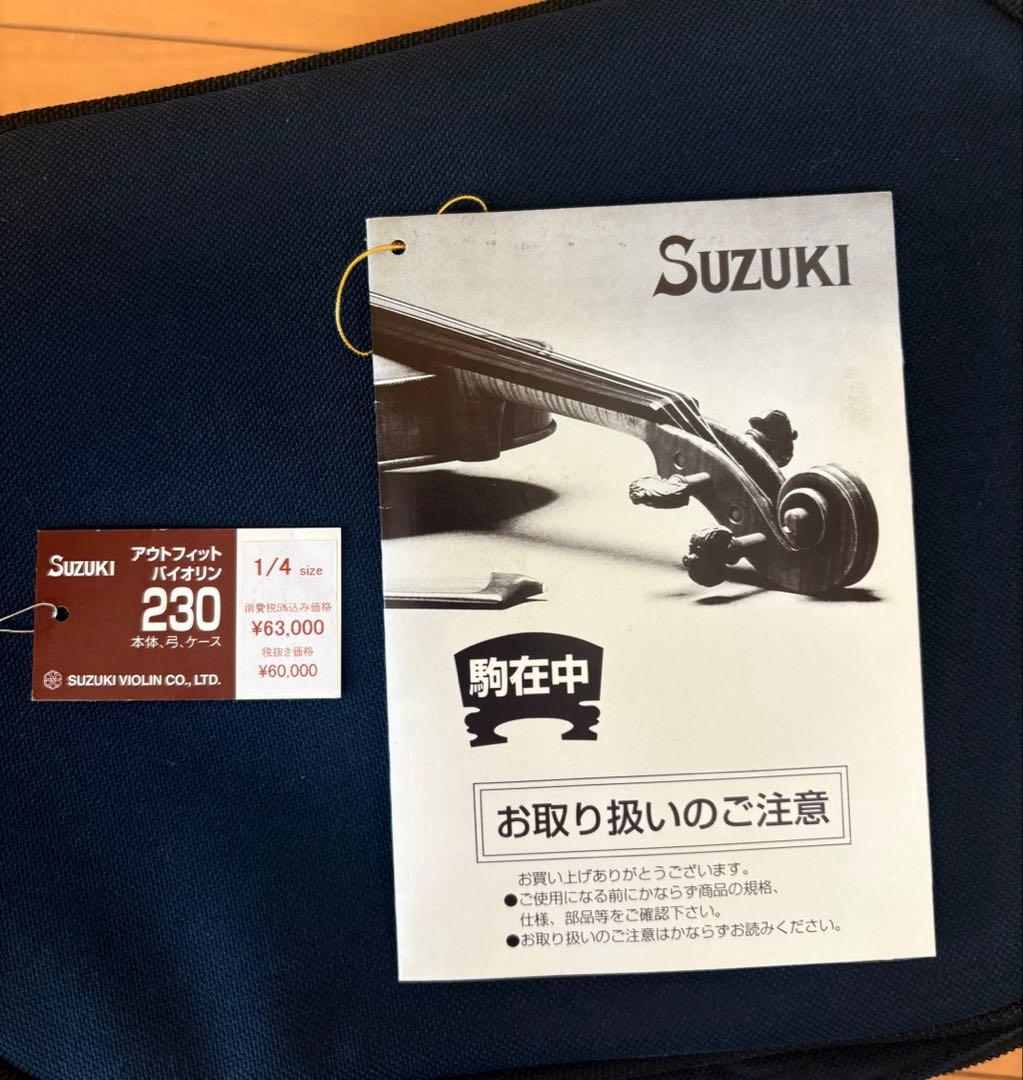 SUZUKI
アウトフィット
バイオリン
230
本体、弓、ケース
SUZUKI VIOLIN CO., LTD.
1/4 size
消費税5%込み価格
¥63,000
税抜き価格
¥60,000
SUZUKI
駒在中
お取り扱いのご注意
お買い上げありがとうございます。
●ご使用になる前にかならず商品の規格、
仕様、部品等をご確認下さい。
●お取り扱いのご注意はかならずお読みください。